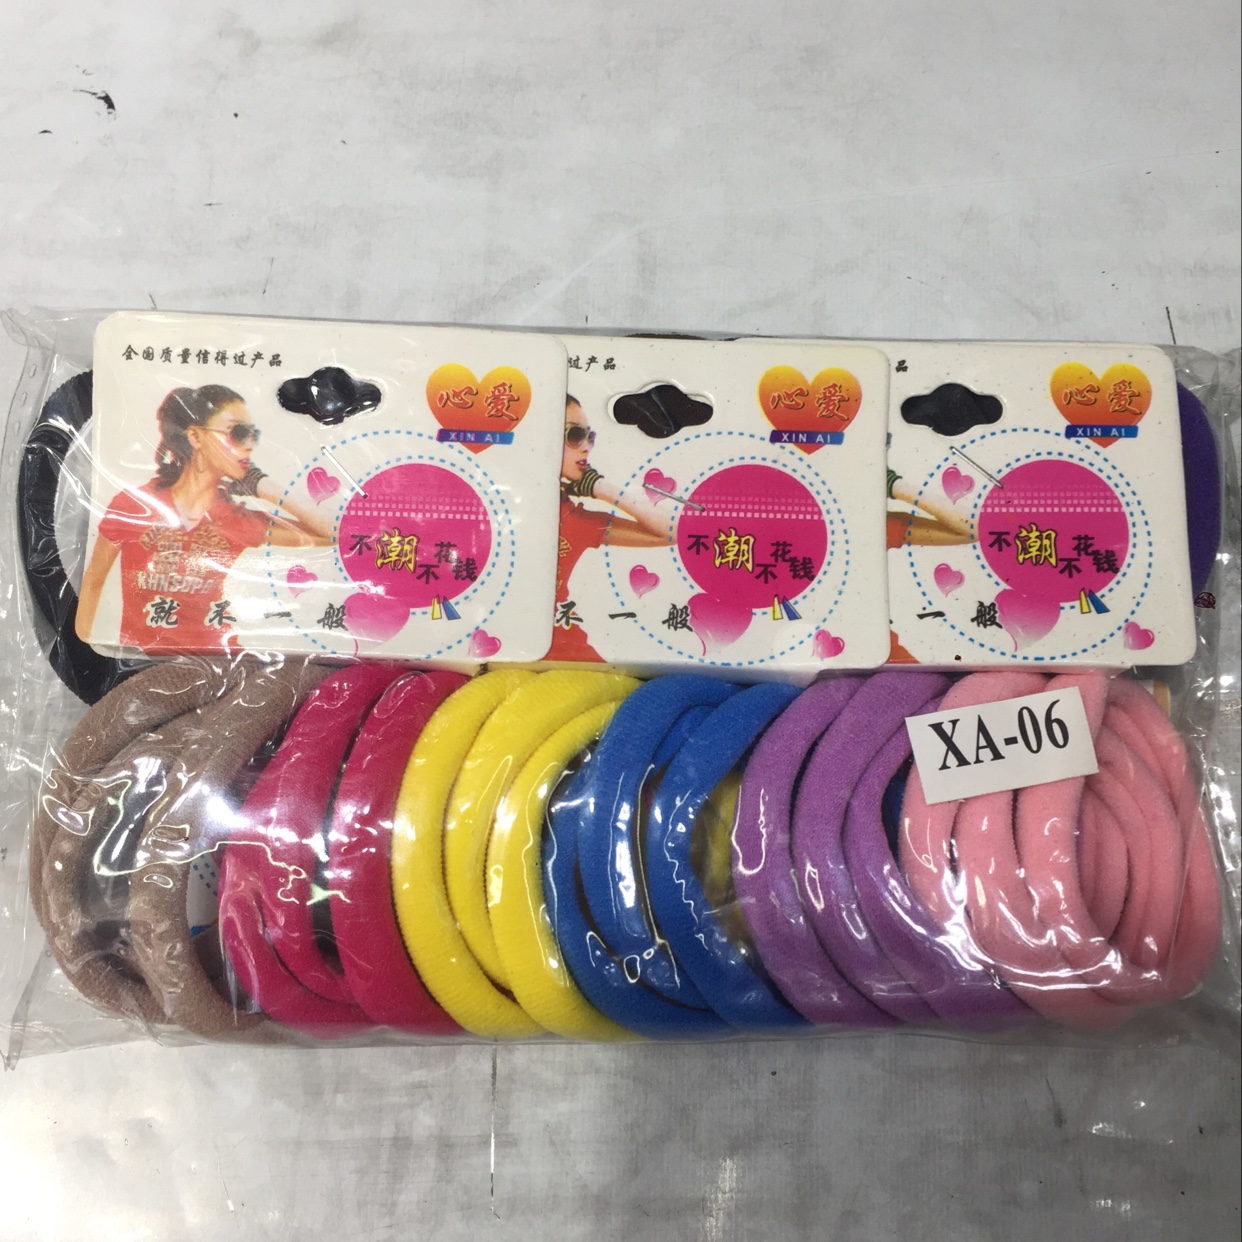 全国质量信得过产品
心爱
XIN AI
不潮不花钱
就不一般
过产品
心爱
XIN AI
不潮不花钱
不一般
品
心爱
XIN AI
不潮不花钱
一般
XA-06